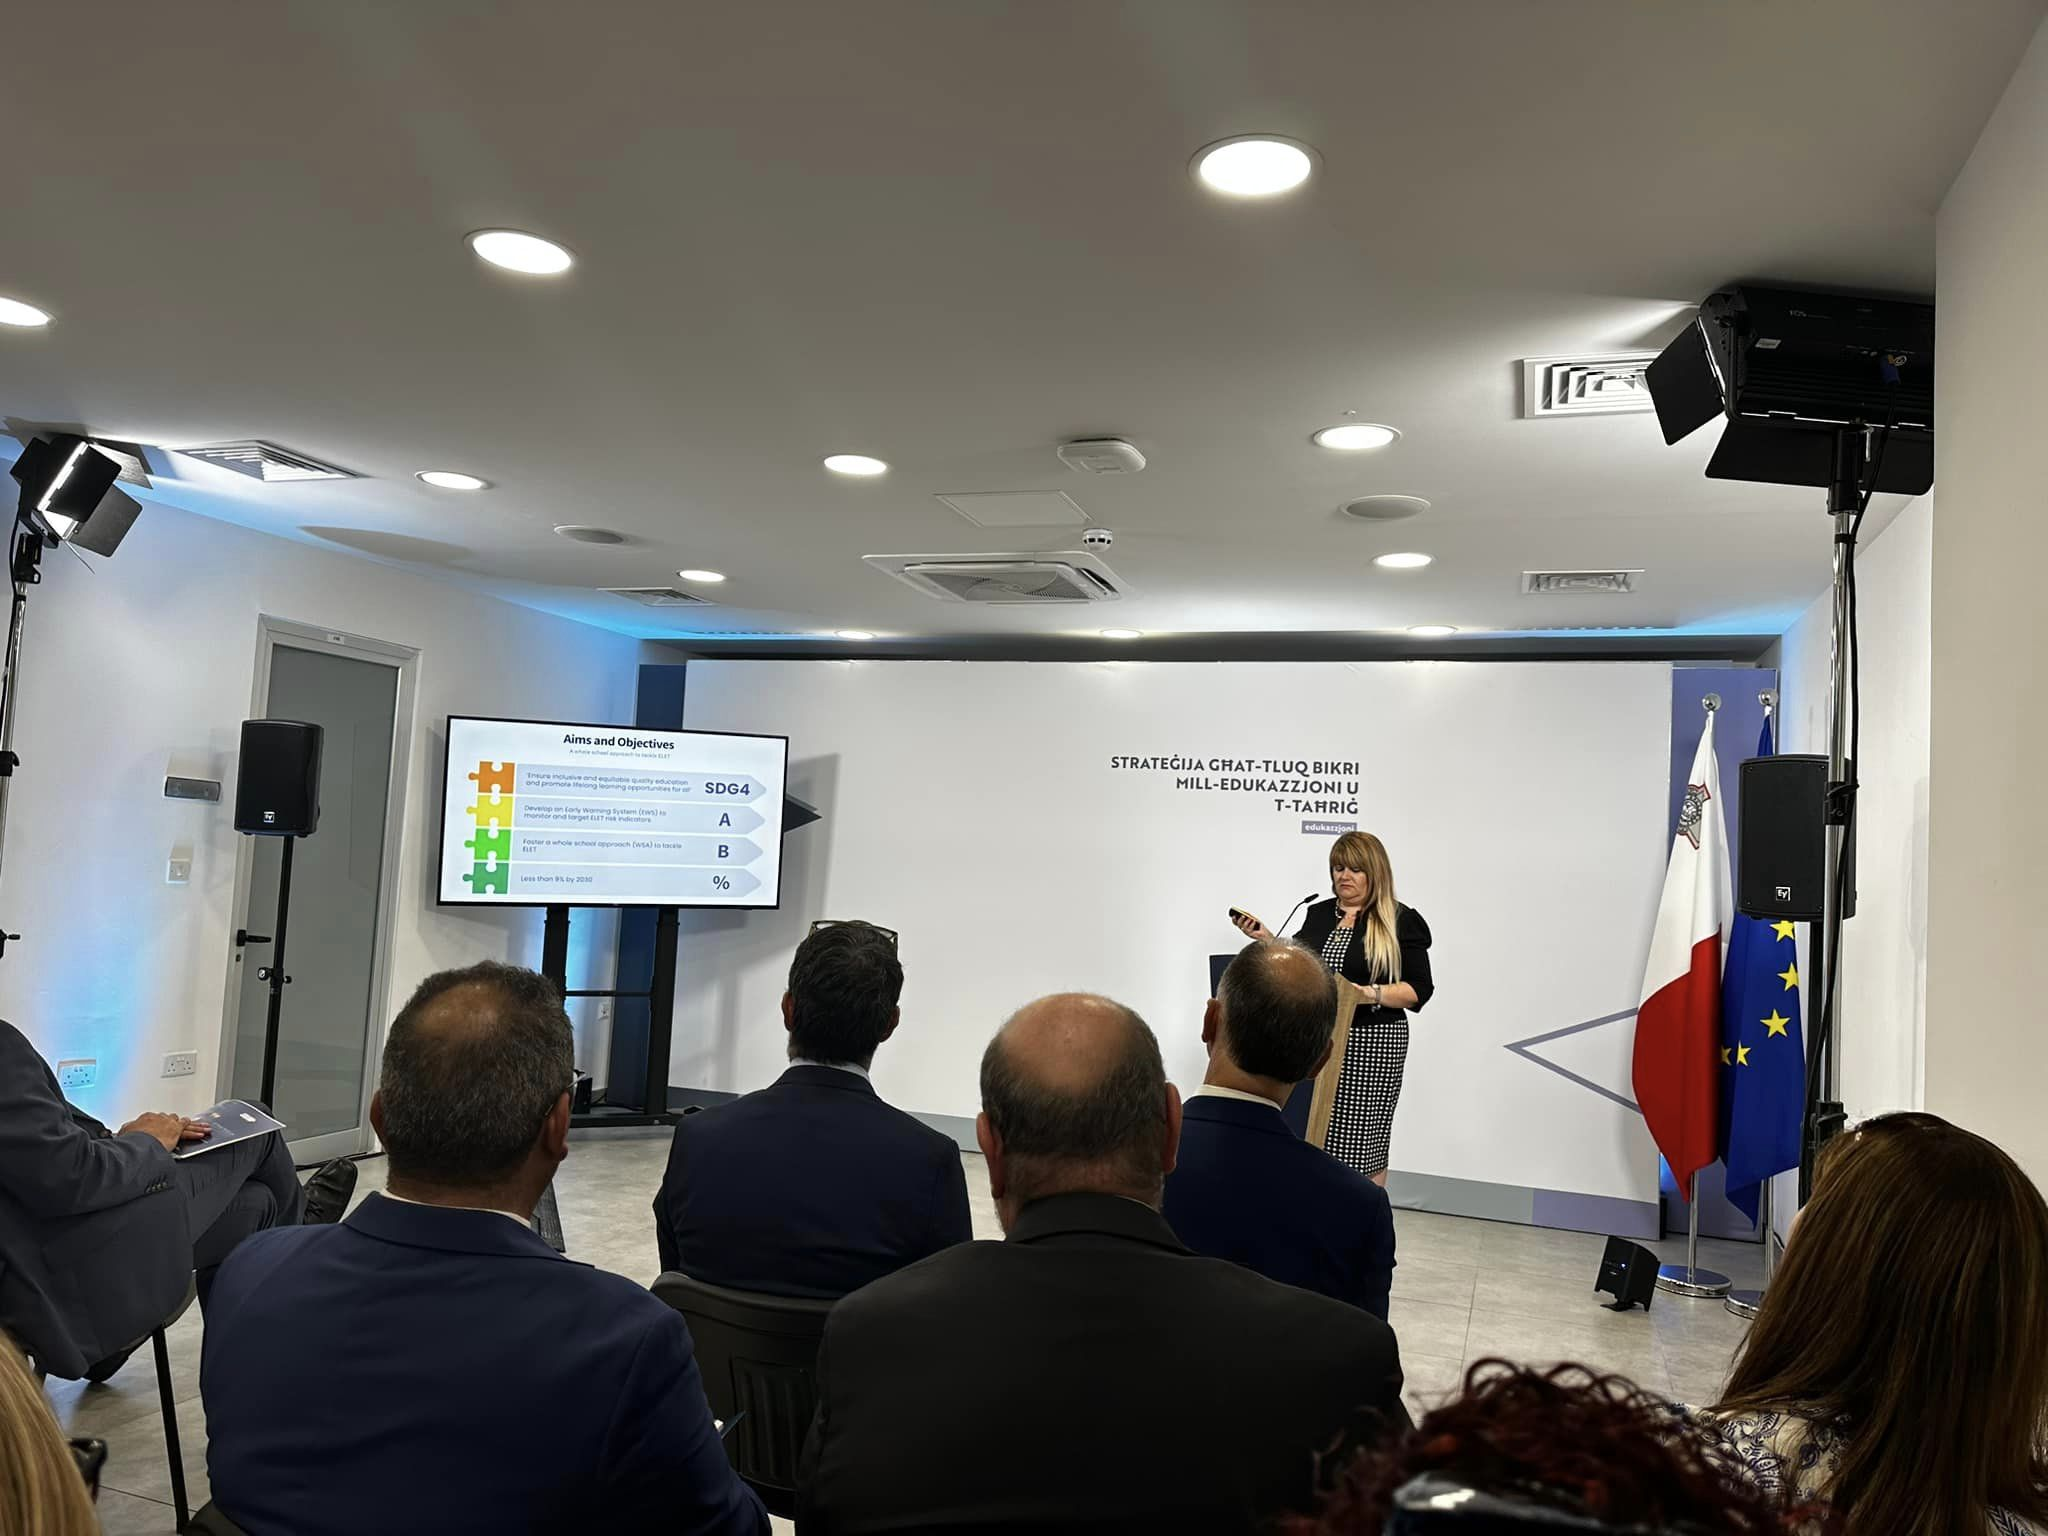 Aims and Objectives
A whole school approach to tackle ELET
'Ensure inclusive and equitable quality education
and promote lifelong learning opportunities for all'
SDG4
Develop an Early Warning System (EWS) to
monitor and target ELET risk indicators
A
Foster a whole school approach (WSA) to tackle
ELET
B
Less than 9% by 2030
%
STRATEĠIJA GĦAT-TLUQ BIKRI
MILL-EDUKAZZJONI U
T-TAĦRIĠ
edukazzjoni
EV
EV